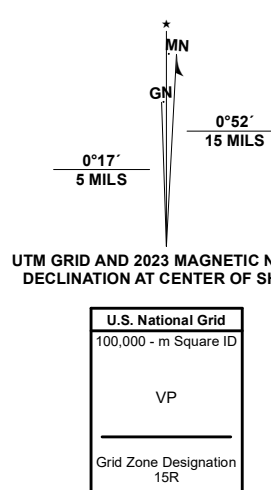 ★
MN
GN
0°52´
15 MILS
0°17´
5 MILS
UTM GRID AND 2023 MAGNETIC N
DECLINATION AT CENTER OF SH
U.S. National Grid
100,000 - m Square ID
VP
Grid Zone Designation
15R